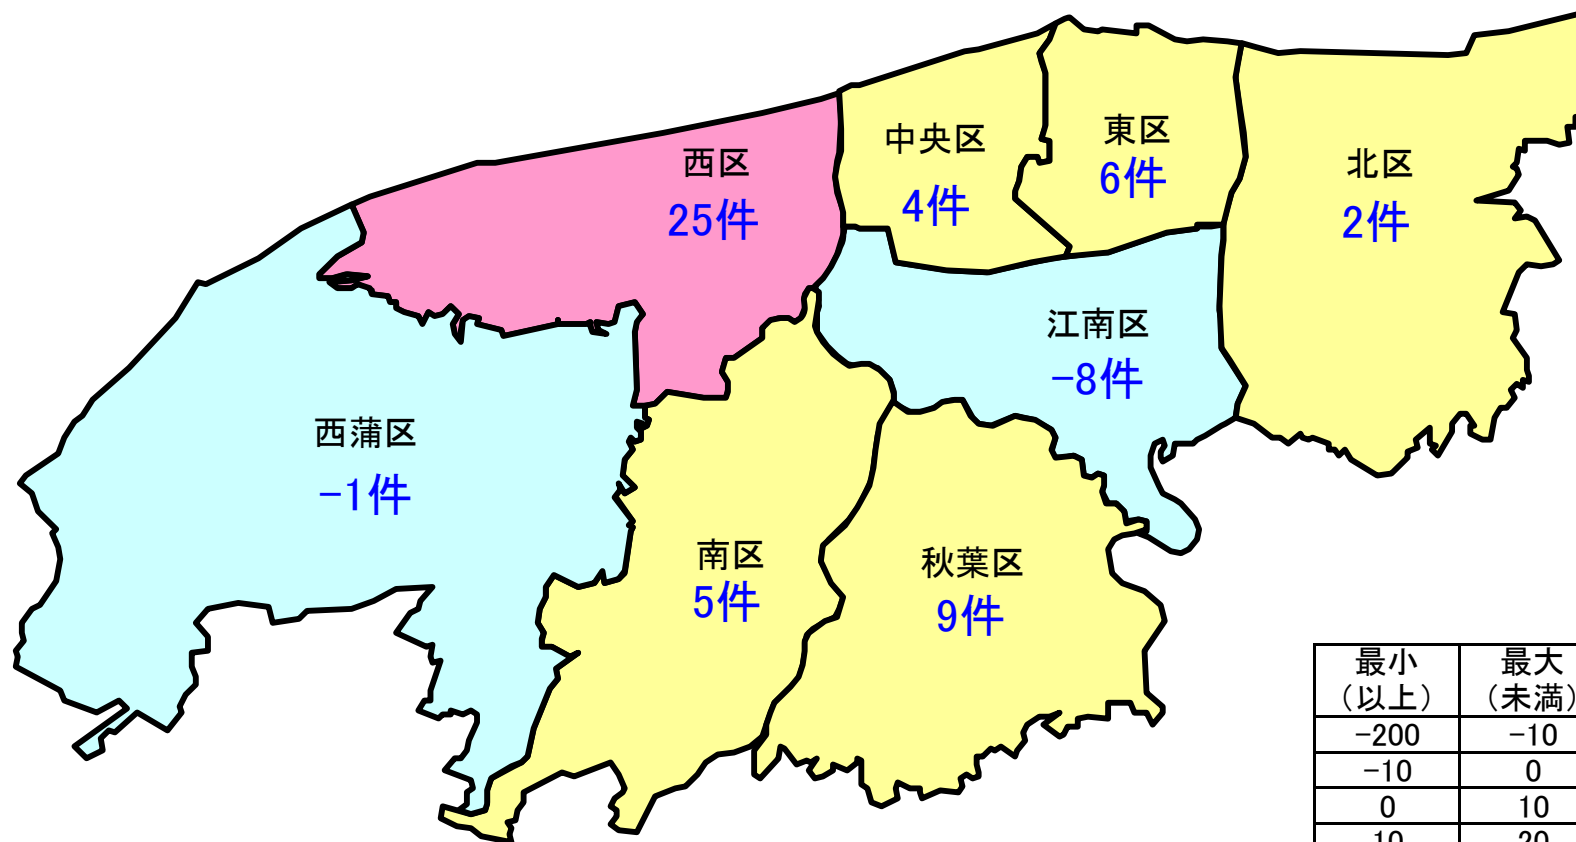 東区
6件
中央区
4件
西区
25件
北区
2件
江南区
-8件
西蒲区
-1件
南区
5件
秋葉区
9件
最小 最大
（以上） （未満）
-200 -10
-10 0
0 10
10 20